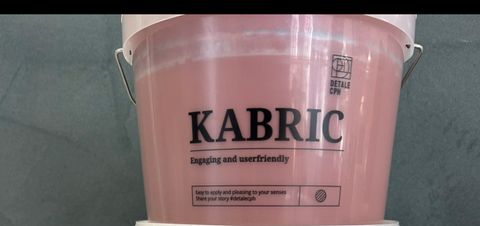 DETALE
CPH
KABRIC
Engaging and userfriendly
Easy to apply and pleasing to your senses
Share your story #detalecph